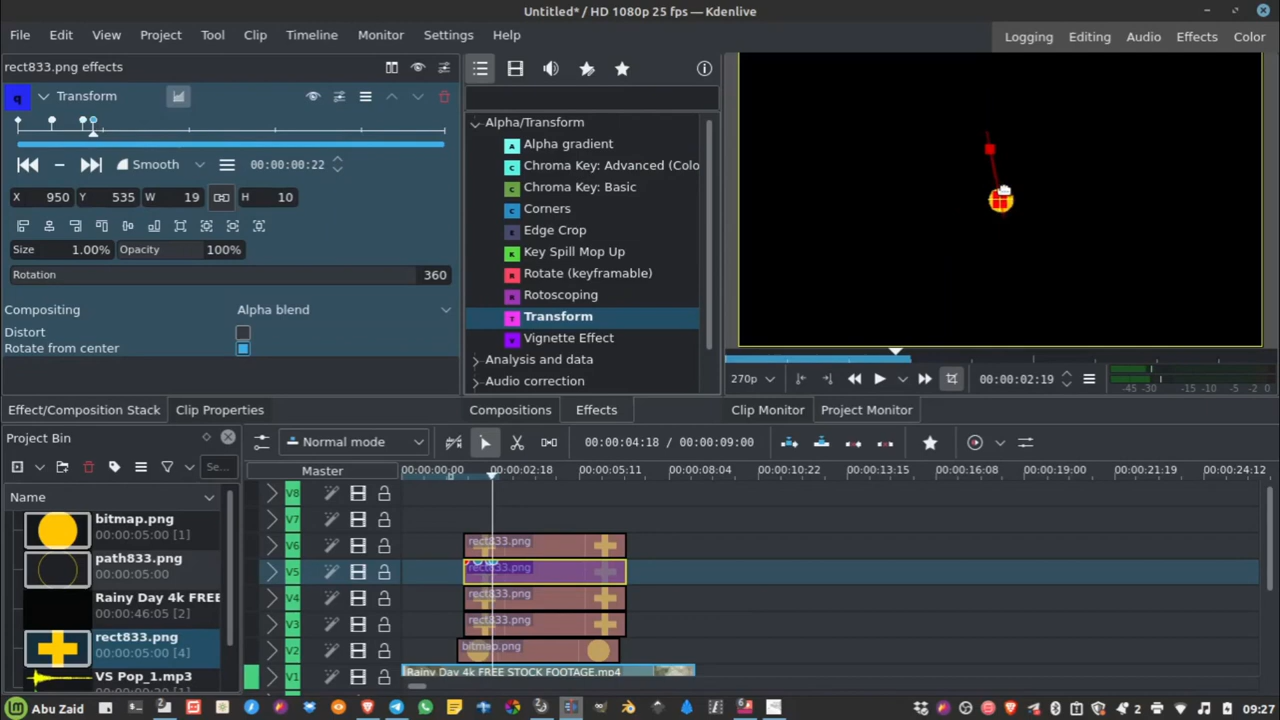 Untitled* / HD 1080p 25 fps — Kdenlive
File Edit View Project Tool Clip Timeline Monitor Settings Help
Logging Editing Audio Effects Color
rect833.png effects
q Transform
Smooth 00:00:00:22
X 950 Y 535 W 19 H 10
Size 1.00% Opacity 100%
Rotation 360
Compositing Alpha blend
Distort
Rotate from center
Effect/Composition Stack Clip Properties
Alpha/Transform
A Alpha gradient
C Chroma Key: Advanced (Colo
C Chroma Key: Basic
C Corners
E Edge Crop
K Key Spill Mop Up
R Rotate (keyframable)
R Rotoscoping
T Transform
V Vignette Effect
Analysis and data
Audio correction
Compositions Effects
270p 00:00:02:19
-45 -30 -15 -10 -5 -2 0
Clip Monitor Project Monitor
Project Bin
Se...
Name
bitmap.png
00:00:05:00 [1]
path833.png
00:00:05:00
Rainy Day 4k FREE
00:00:46:05 [2]
rect833.png
00:00:05:00 [4]
VS Pop_1.mp3
Normal mode 00:00:04:18 / 00:00:09:00
Master
00:00:00:00 00:00:02:18 00:00:05:11 00:00:08:04 00:00:10:22 00:00:13:15 00:00:16:08 00:00:19:00 00:00:21:19 00:00:24:12
V8
V7
V6 rect833.png
V5 rect833.png
V4 rect833.png
V3 rect833.png
V2 bitmap.png
V1 Rainy Day 4k FREE STOCK FOOTAGE.mp4
Abu Zaid 2 09:27